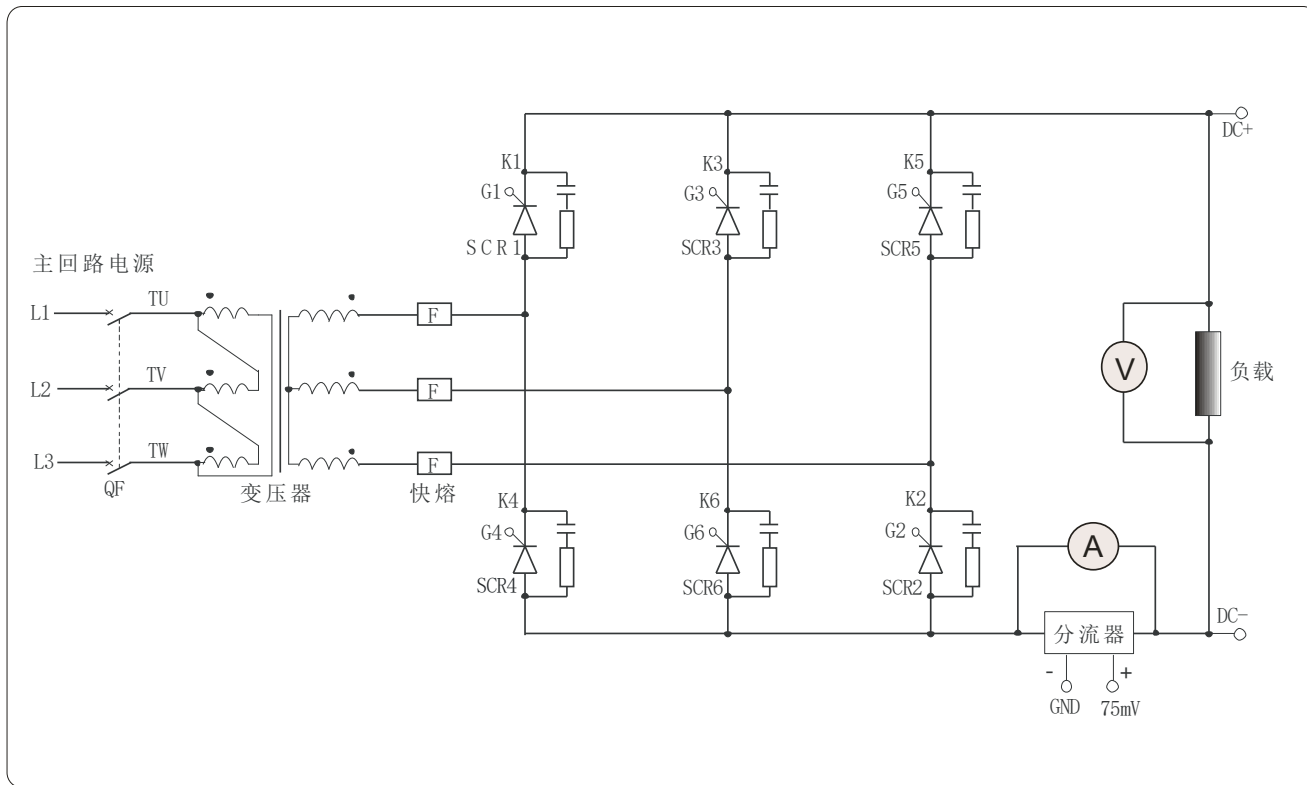 DC+
K1
K3
K5
G1
G3
G5
SCR1
SCR3
SCR5
主回路电源
L1
TU
F
L2
TV
F
V
负载
L3
TW
F
QF
变压器
快熔
K4
K6
K2
G4
G6
G2
A
SCR4
SCR6
SCR2
DC-
分流器
-
+
GND
75mV